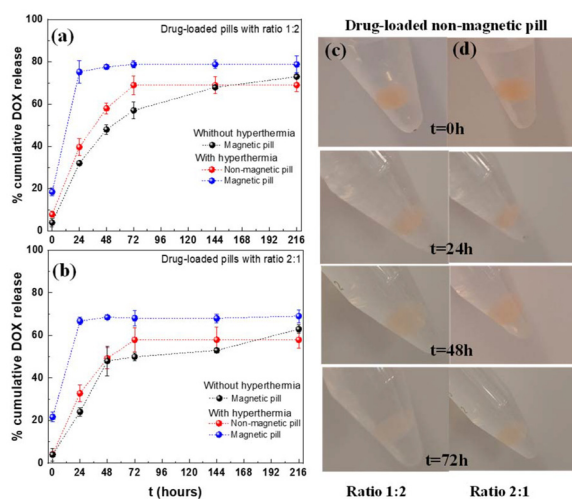 (a)
Drug-loaded pills with ratio 1:2
100
80
60
40
20
0
% cumulative DOX release
Whithout hyperthermia
Magnetic pill
With hyperthermia
Non-magnetic pill
Magnetic pill
0 24 48 72 96 120 144 168 192 216
(b)
Drug-loaded pills with ratio 2:1
100
80
60
40
20
0
% cumulative DOX release
Without hyperthermia
Magnetic pill
With hyperthermia
Non-magnetic pill
Magnetic pill
0 24 48 72 96 120 144 168 192 216
t (hours)
Drug-loaded non-magnetic pill
(c) (d)
t=0h
t=24h
t=48h
t=72h
Ratio 1:2 Ratio 2:1